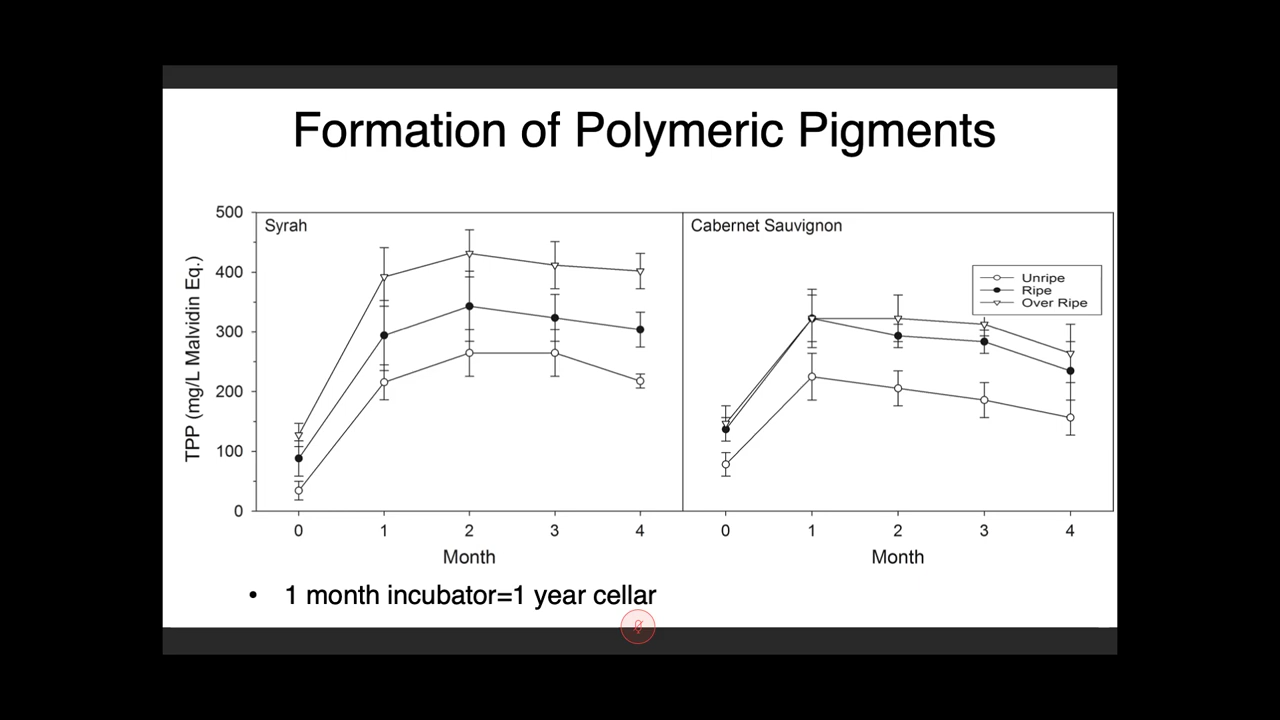 Formation of Polymeric Pigments
TPP (mg/L Malvidin Eq.)
500
400
300
200
100
0
Syrah
0 1 2 3 4
Month
Cabernet Sauvignon
Unripe
Ripe
Over Ripe
0 1 2 3 4
Month
• 1 month incubator=1 year cellar